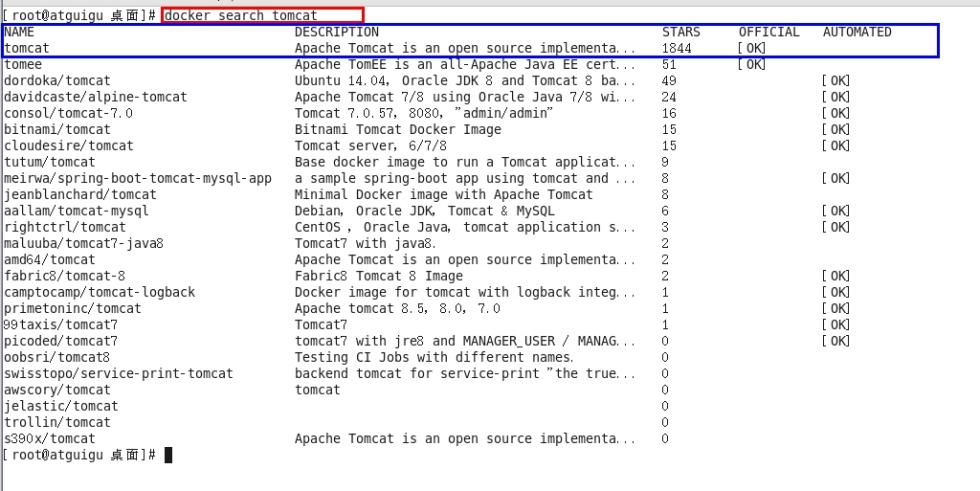 [root@atguigu 桌面]# docker search tomcat
NAME DESCRIPTION STARS OFFICIAL AUTOMATED
tomcat Apache Tomcat is an open source implementa... 1844 [OK]
tomee Apache TomEE is an all-Apache Java EE cert... 51 [OK]
dordoka/tomcat Ubuntu 14.04, Oracle JDK 8 and Tomcat 8 ba... 49 [OK]
davidcaste/alpine-tomcat Apache Tomcat 7/8 using Oracle Java 7/8 wi... 24 [OK]
consol/tomcat-7.0 Tomcat 7.0.57, 8080, "admin/admin" 16 [OK]
bitnami/tomcat Bitnami Tomcat Docker Image 15 [OK]
cloudesire/tomcat Tomcat server, 6/7/8 15 [OK]
tutum/tomcat Base docker image to run a Tomcat applicat... 9
meirwa/spring-boot-tomcat-mysql-app a sample spring-boot app using tomcat and ... 8 [OK]
jeanblanchard/tomcat Minimal Docker image with Apache Tomcat 8
aallam/tomcat-mysql Debian, Oracle JDK, Tomcat & MySQL 6 [OK]
rightctrl/tomcat CentOS , Oracle Java, tomcat application s... 3 [OK]
maluuba/tomcat7-java8 Tomcat7 with java8. 2
amd64/tomcat Apache Tomcat is an open source implementa... 2
fabric8/tomcat-8 Fabric8 Tomcat 8 Image 2 [OK]
camptocamp/tomcat-logback Docker image for tomcat with logback integ... 1 [OK]
primetoninc/tomcat Apache tomcat 8.5, 8.0, 7.0 1 [OK]
99taxis/tomcat7 Tomcat7 1 [OK]
picoded/tomcat7 tomcat7 with jre8 and MANAGER_USER / MANAG... 0 [OK]
oobsri/tomcat8 Testing CI Jobs with different names. 0
swisstopo/service-print-tomcat backend tomcat for service-print "the true... 0
awscory/tomcat tomcat 0
jelastic/tomcat 0
trollin/tomcat 0
s390x/tomcat Apache Tomcat is an open source implementa... 0
[root@atguigu 桌面]#